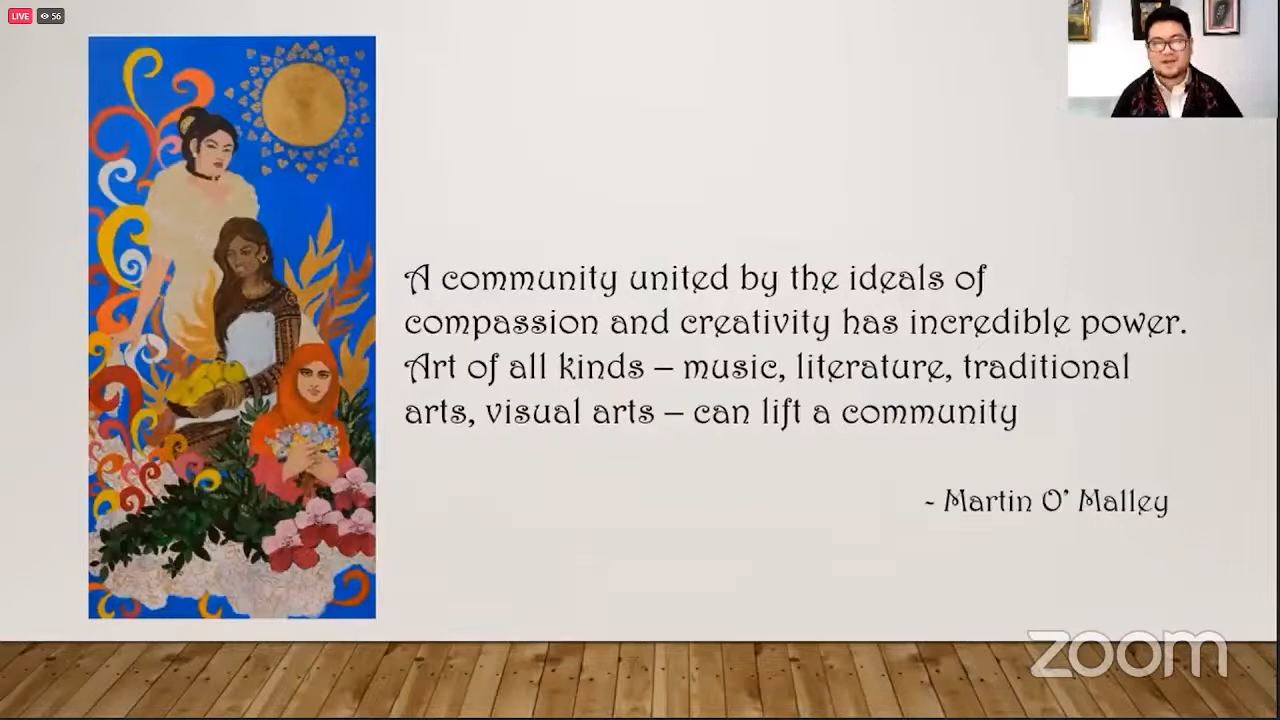 LIVE 56
A community united by the ideals of
compassion and creativity has incredible power.
Art of all kinds – music, literature, traditional
arts, visual arts – can lift a community
~ Martin O' Malley
zoom